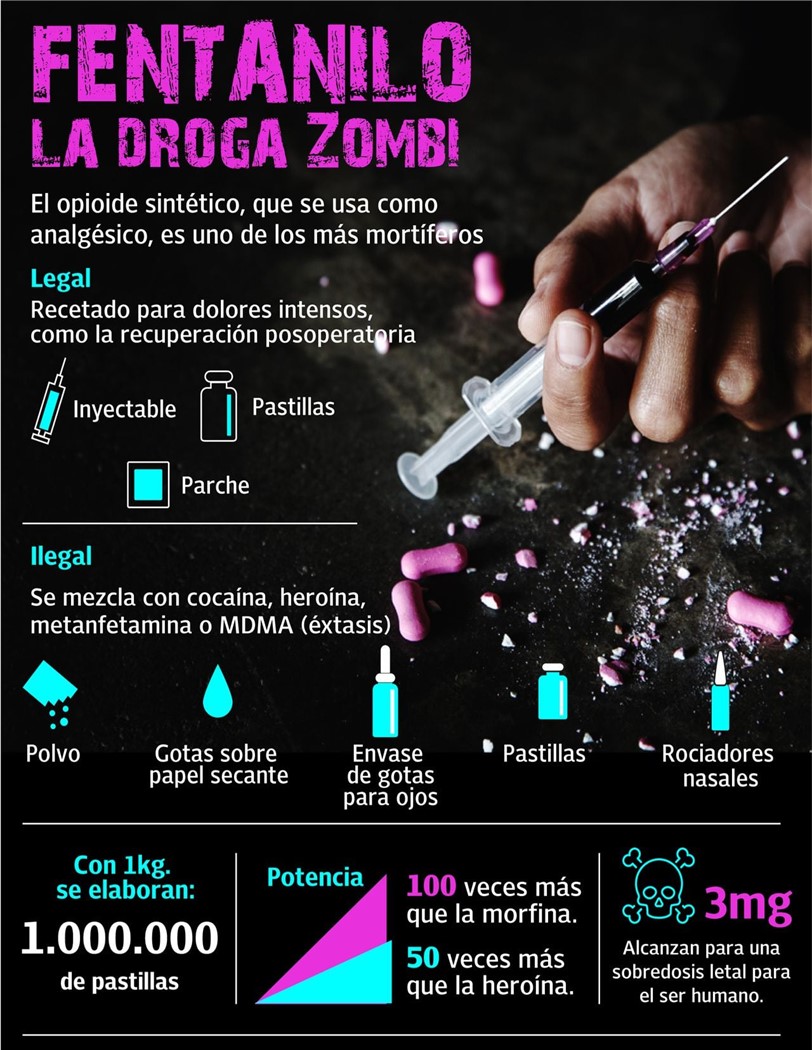 FENTANILO
LA DROGA ZOMBI
El opioide sintético, que se usa como
analgésico, es uno de los más mortíferos
Legal
Recetado para dolores intensos,
como la recuperación posoperatoria
Inyectable
Pastillas
Parche
Ilegal
Se mezcla con cocaína, heroína,
metanfetamina o MDMA (éxtasis)
Polvo
Gotas sobre
papel secante
Envase
de gotas
para ojos
Pastillas
Rociadores
nasales
Con 1kg.
se elaboran:
1.000.000
de pastillas
Potencia
100 veces más
que la morfina.
50 veces más
que la heroína.
3mg
Alcanzan para una
sobredosis letal para
el ser humano.